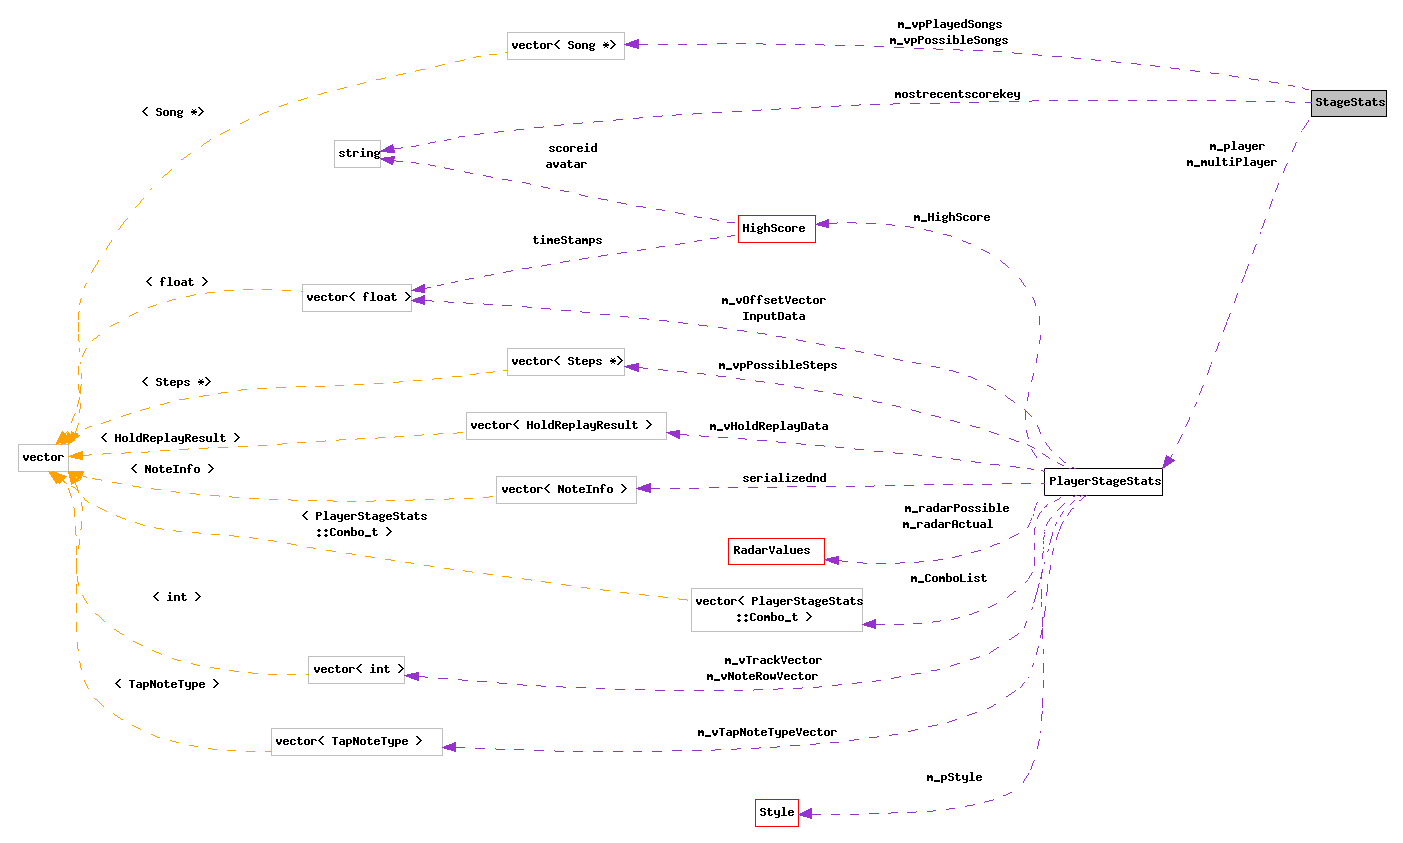 m_vpPlayedSongs
m_vpPossibleSongs
vector< Song *>
StageStats
mostrecentscorekey
< Song *>
string
scoreid
avatar
m_player
m_multiPlayer
HighScore
m_HighScore
timeStamps
< float >
vector< float >
m_vOffsetVector
InputData
vector< Steps *>
m_vpPossibleSteps
< Steps *>
vector< HoldReplayResult >
m_vHoldReplayData
< HoldReplayResult >
vector
< NoteInfo >
serializednd
PlayerStageStats
vector< NoteInfo >
m_radarPossible
m_radarActual
< PlayerStageStats
::Combo_t >
RadarValues
m_ComboList
< int >
vector< PlayerStageStats
::Combo_t >
m_vTrackVector
m_vNoteRowVector
vector< int >
< TapNoteType >
m_vTapNoteTypeVector
vector< TapNoteType >
m_pStyle
Style